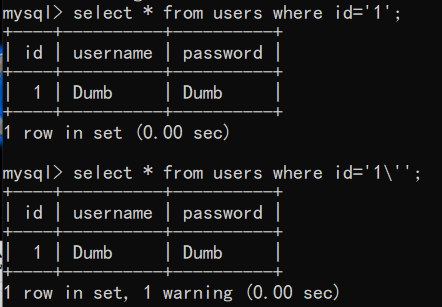 mysql> select * from users where id='1';
+----+----------+----------+
| id | username | password |
+----+----------+----------+
|  1 | Dumb     | Dumb     |
+----+----------+----------+
1 row in set (0.00 sec)
mysql> select * from users where id='1\'';
+----+----------+----------+
| id | username | password |
+----+----------+----------+
|  1 | Dumb     | Dumb     |
+----+----------+----------+
1 row in set, 1 warning (0.00 sec)